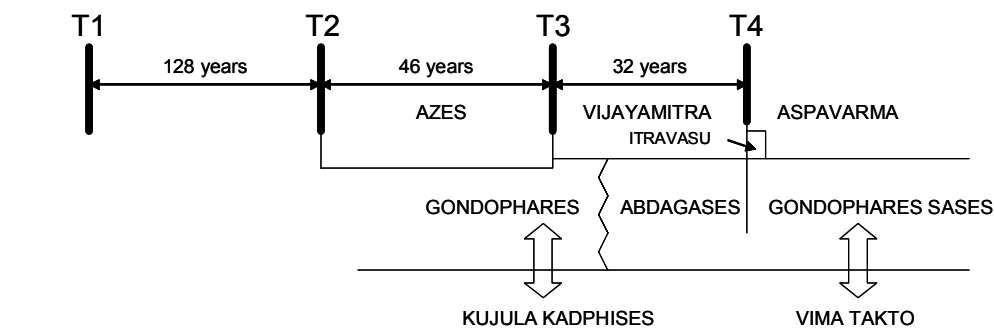 T1 T2 T3 T4
128 years 46 years 32 years
AZES VIJAYAMITRA ASPAVARMA
ITRAVASU
GONDOPHARES ABDAGASES GONDOPHARES SASES
KUJULA KADPHISES VIMA TAKTO